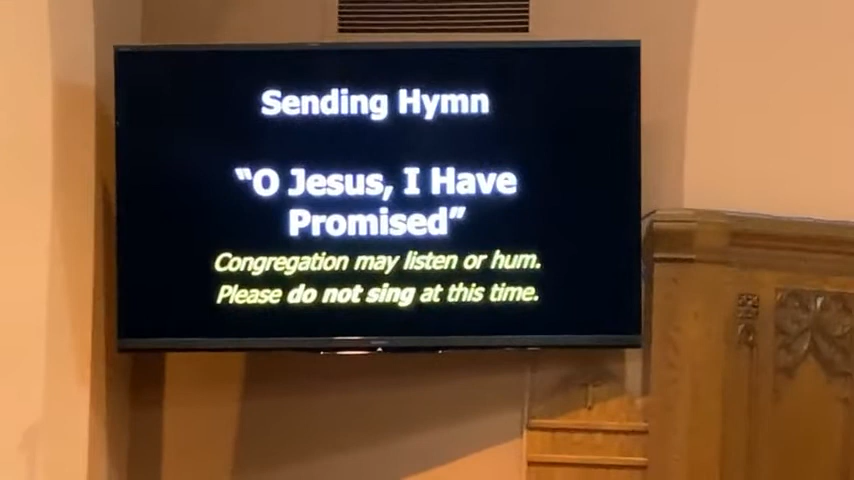 Sending Hymn
"O Jesus, I Have
Promised"
Congregation may listen or hum.
Please do not sing at this time.